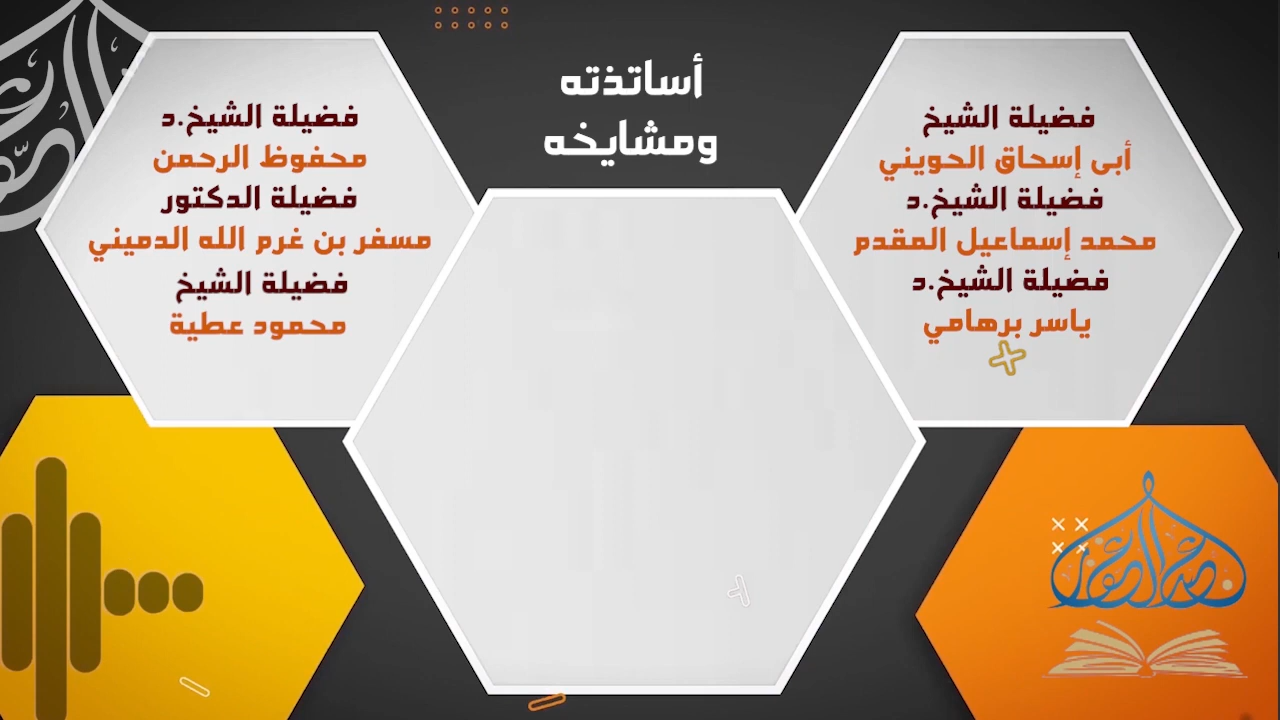 أساتذته
ومشايخه
فضيلة الشيخ
أبى إسحاق الحويني
فضيلة الشيخ.د
محمد إسماعيل المقدم
فضيلة الشيخ.د
ياسر برهامي
فضيلة الشيخ.د
محفوظ الرحمن
فضيلة الدكتور
مسفر بن غرم الله الدميني
فضيلة الشيخ
محمود عطية